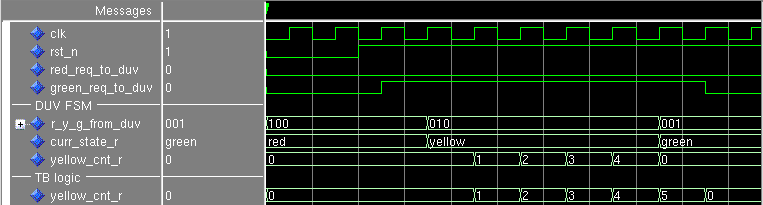 Messages
clk 1
rst_n 1
red_req_to_duv 0
green_req_to_duv 0
DUV FSM
r_y_g_from_duv 001 100 010 001
curr_state_r green red yellow green
yellow_cnt_r 0 0 1 2 3 4 0
TB logic
yellow_cnt_r 0 0 1 2 3 4 5 0